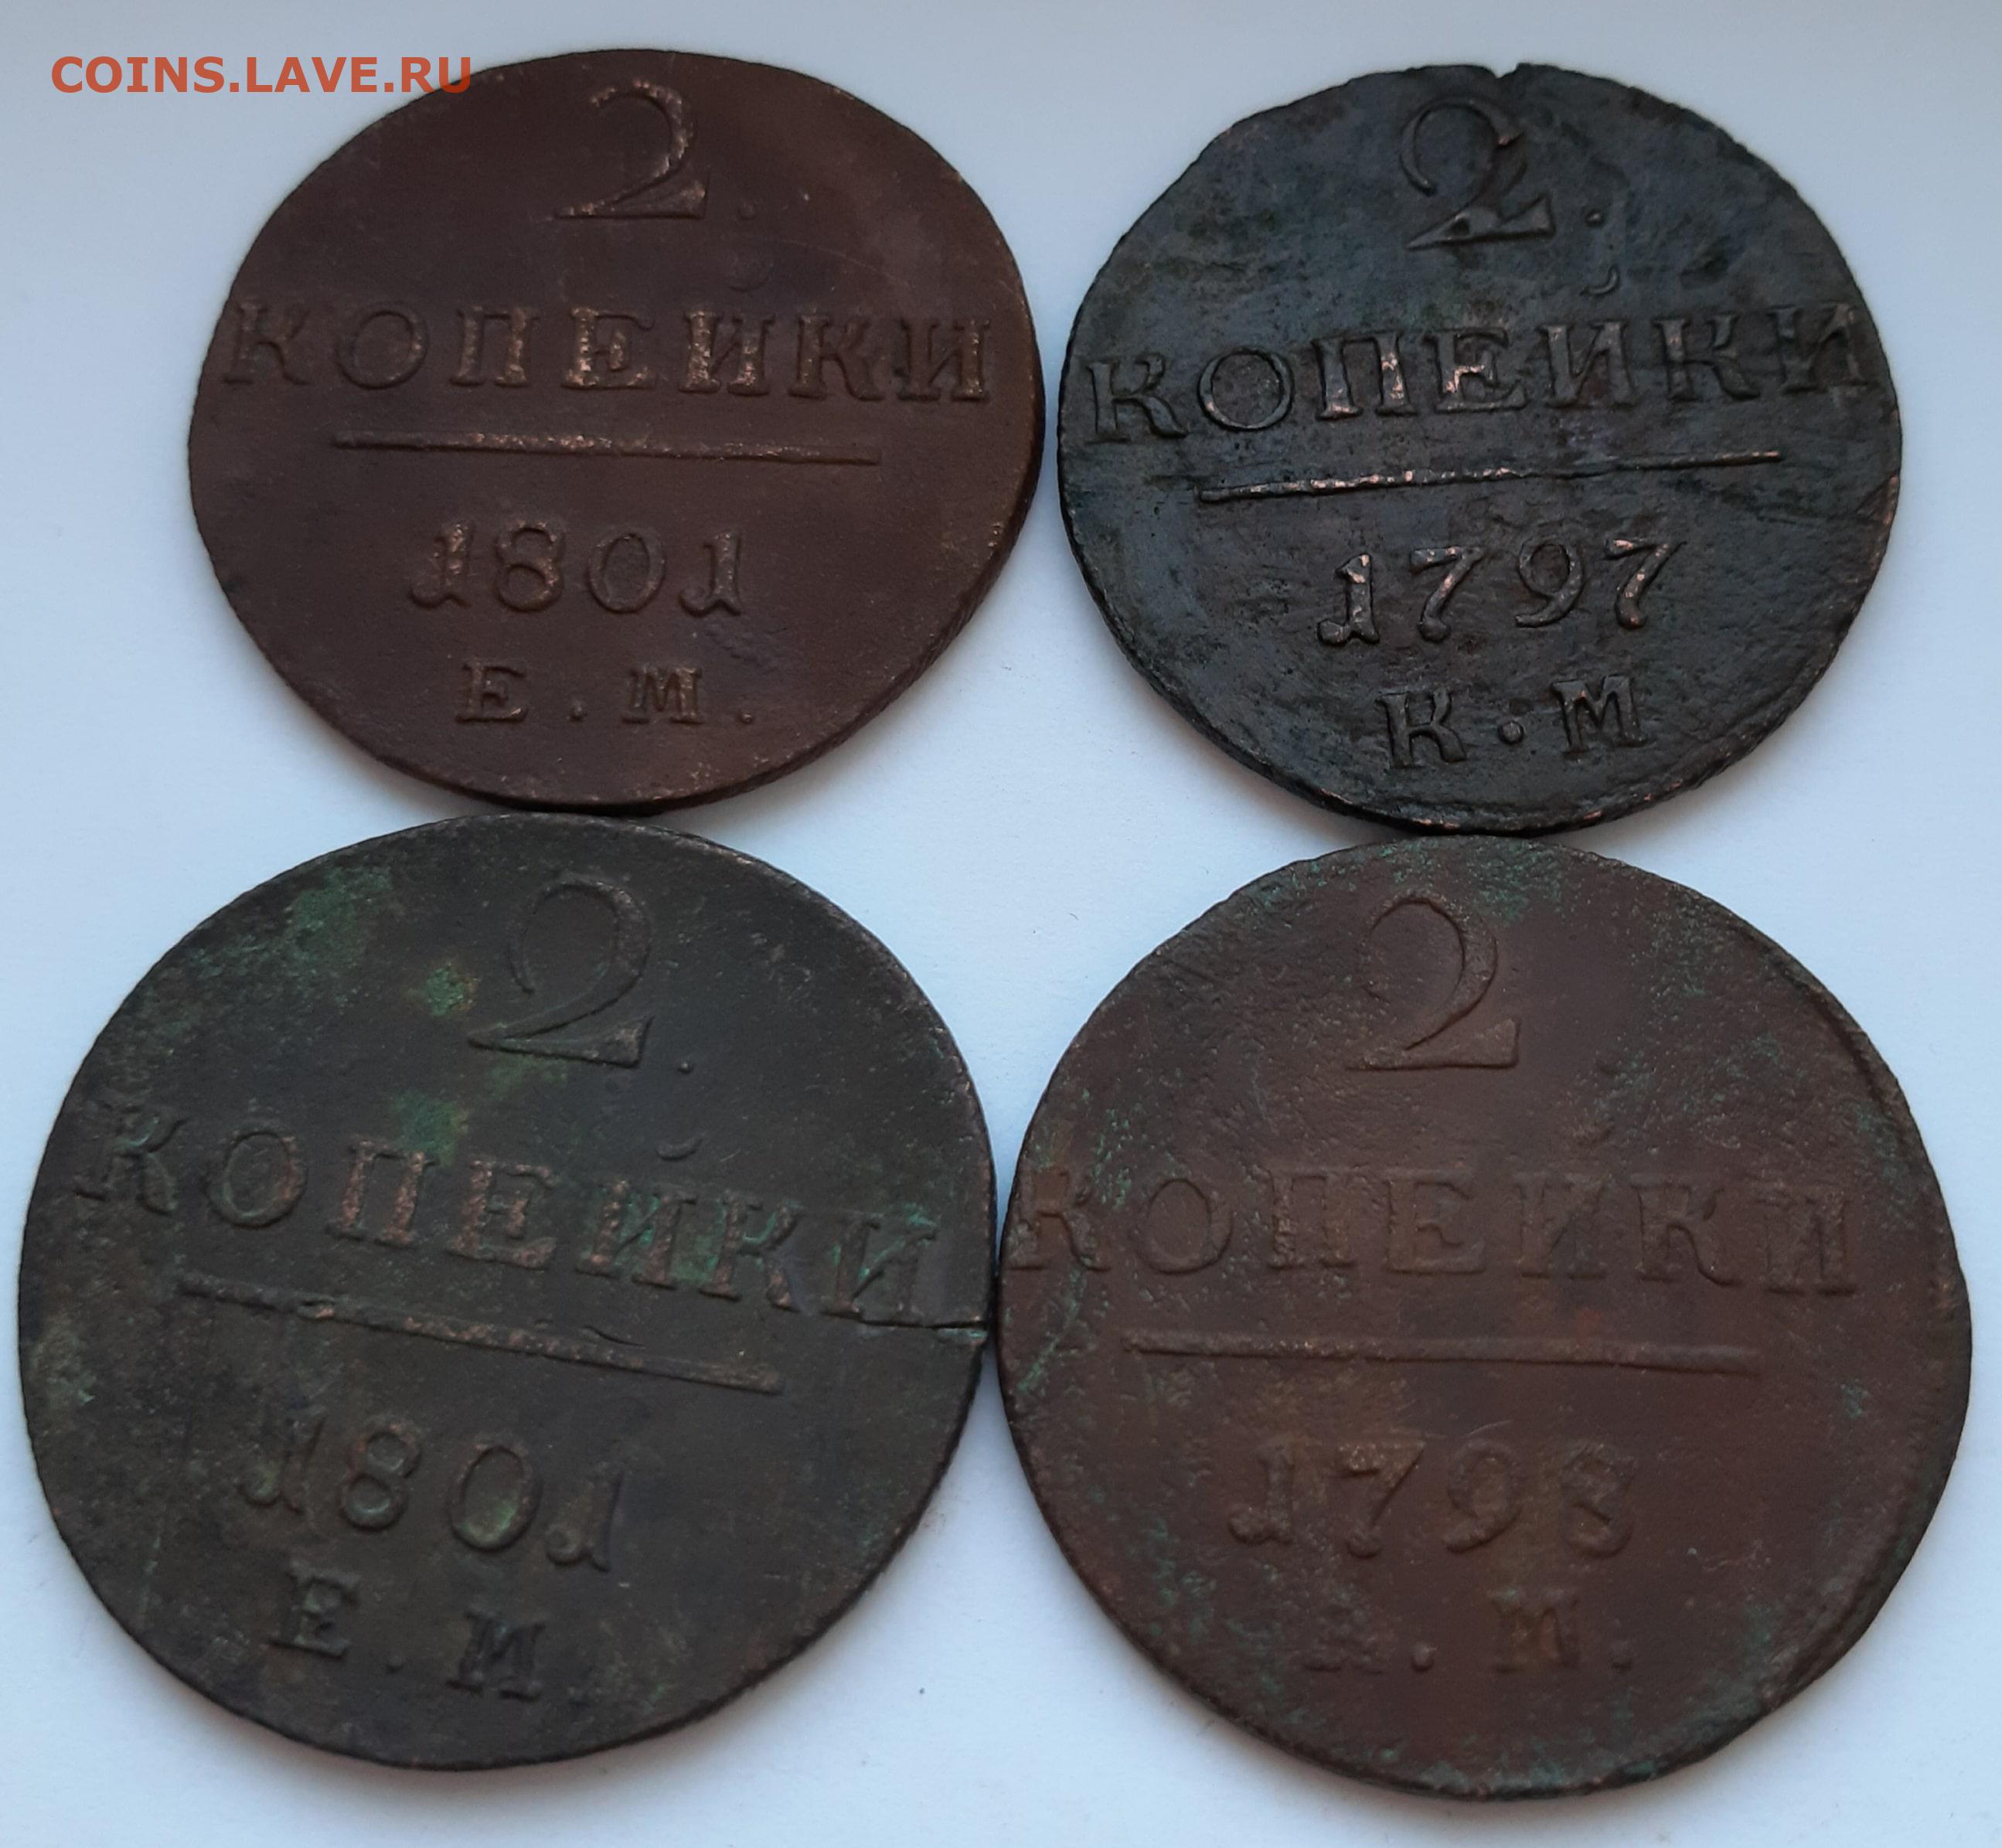 COINS.LAVE.RU
2.
КОПЕЙКИ
1801
Е.М.
2.
КОПЕЙКИ
1797
К.М
2.
КОПЕЙКИ
1801
Е.М.
2
КОПЕЙКИ
1798
М.